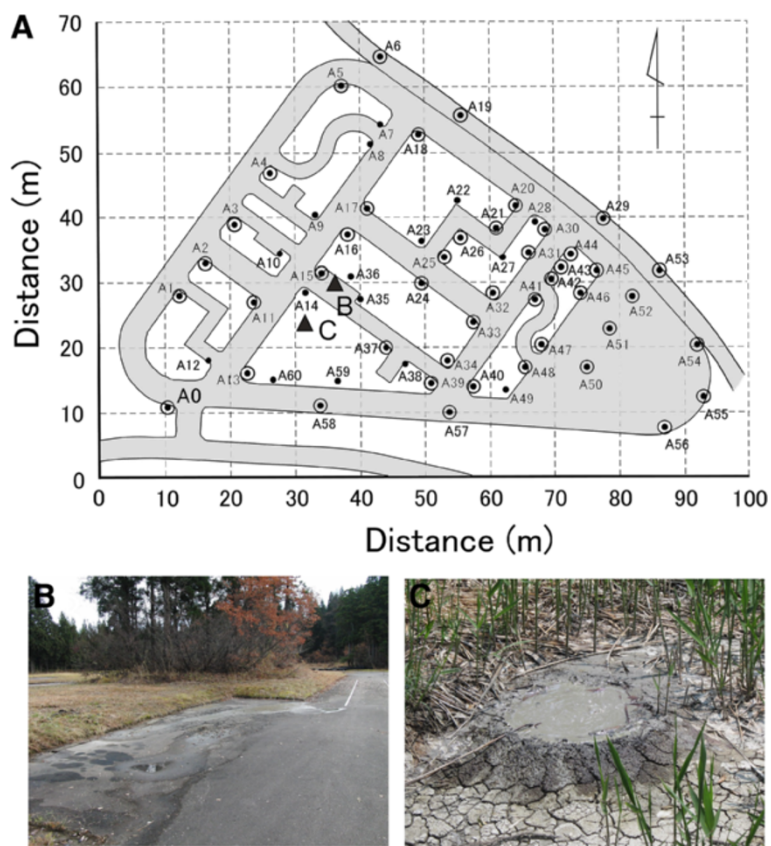 A
70
60
50
40
30
20
10
0
Distance (m)
A6
A5
A19
A7
A18
A8
A4
A22
A20
A29
A3
A17
A21
A28
A9
A23
A30
A16
A26
A44
A2
A10
A25
A27
A31
A53
A15
A36
A43
A45
A1
A24
A41
A42
A14
B
A35
A32
A46
A52
A11
C
A33
A51
A37
A47
A54
A12
A34
A13
A60
A59
A38
A39
A40
A48
A50
A0
A49
A55
A58
A57
A56
0 10 20 30 40 50 60 70 80 90 100
Distance (m)
B
C